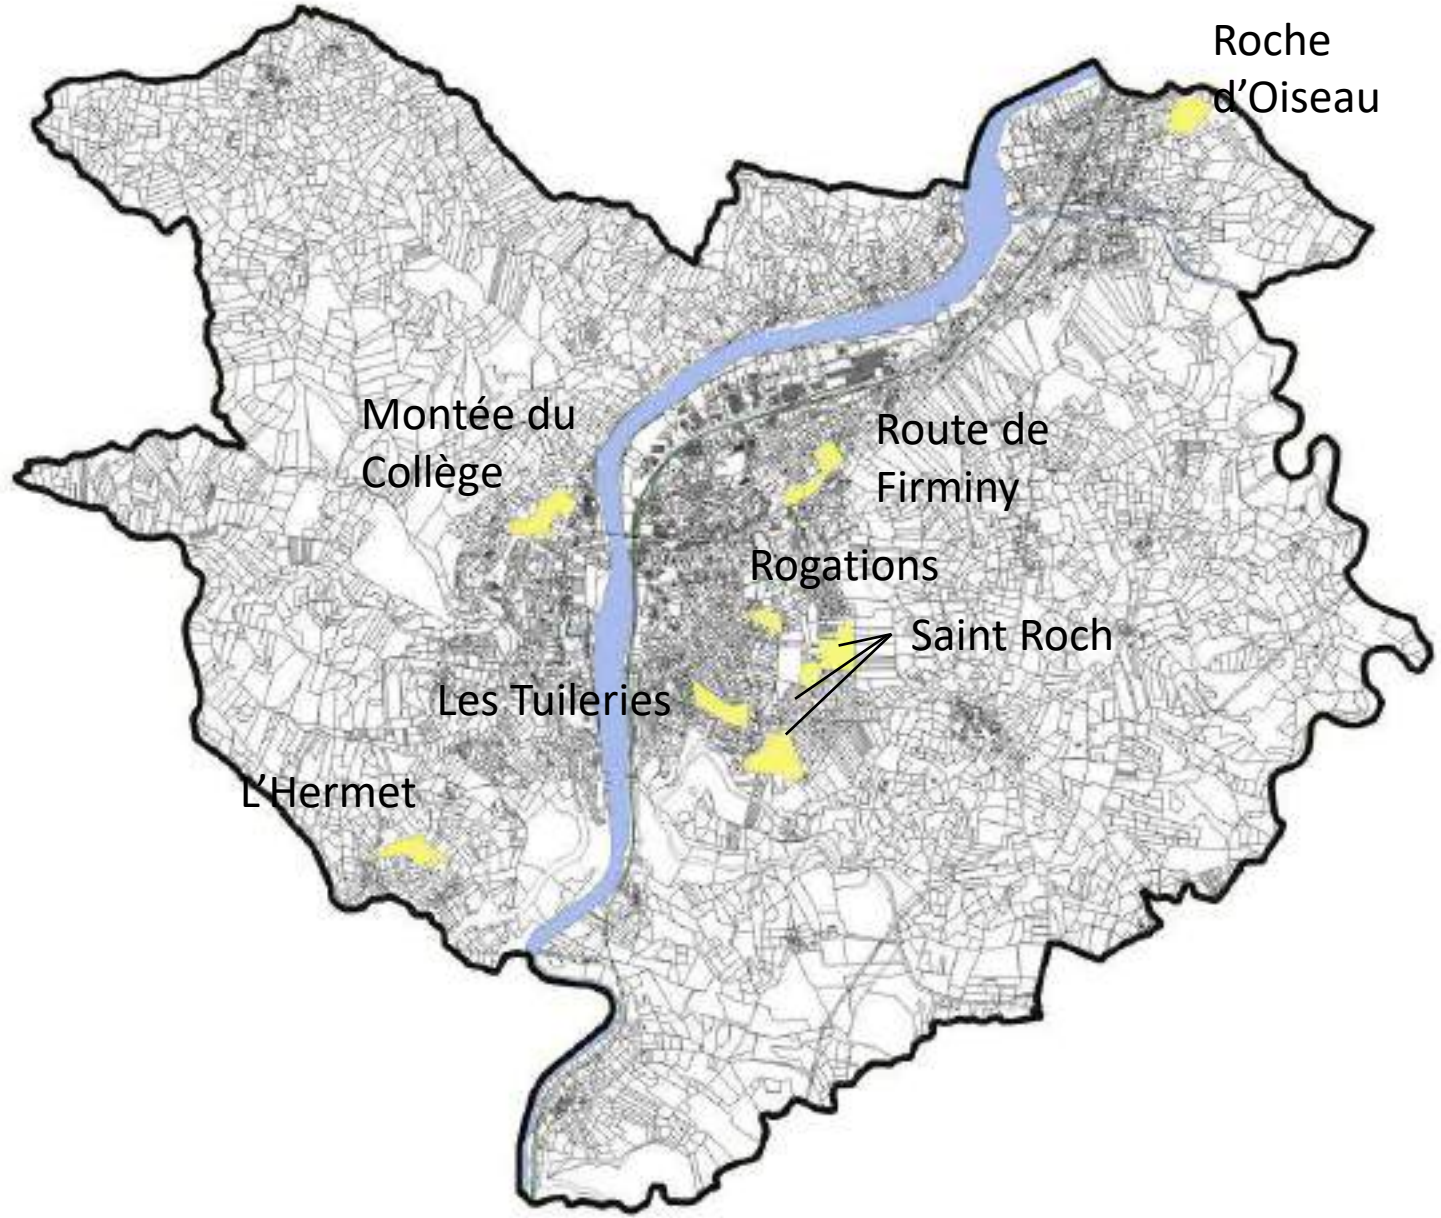 Roche
d’Oiseau
Montée du
Collège
Route de
Firminy
Rogations
Saint Roch
Les Tuileries
L’Hermet